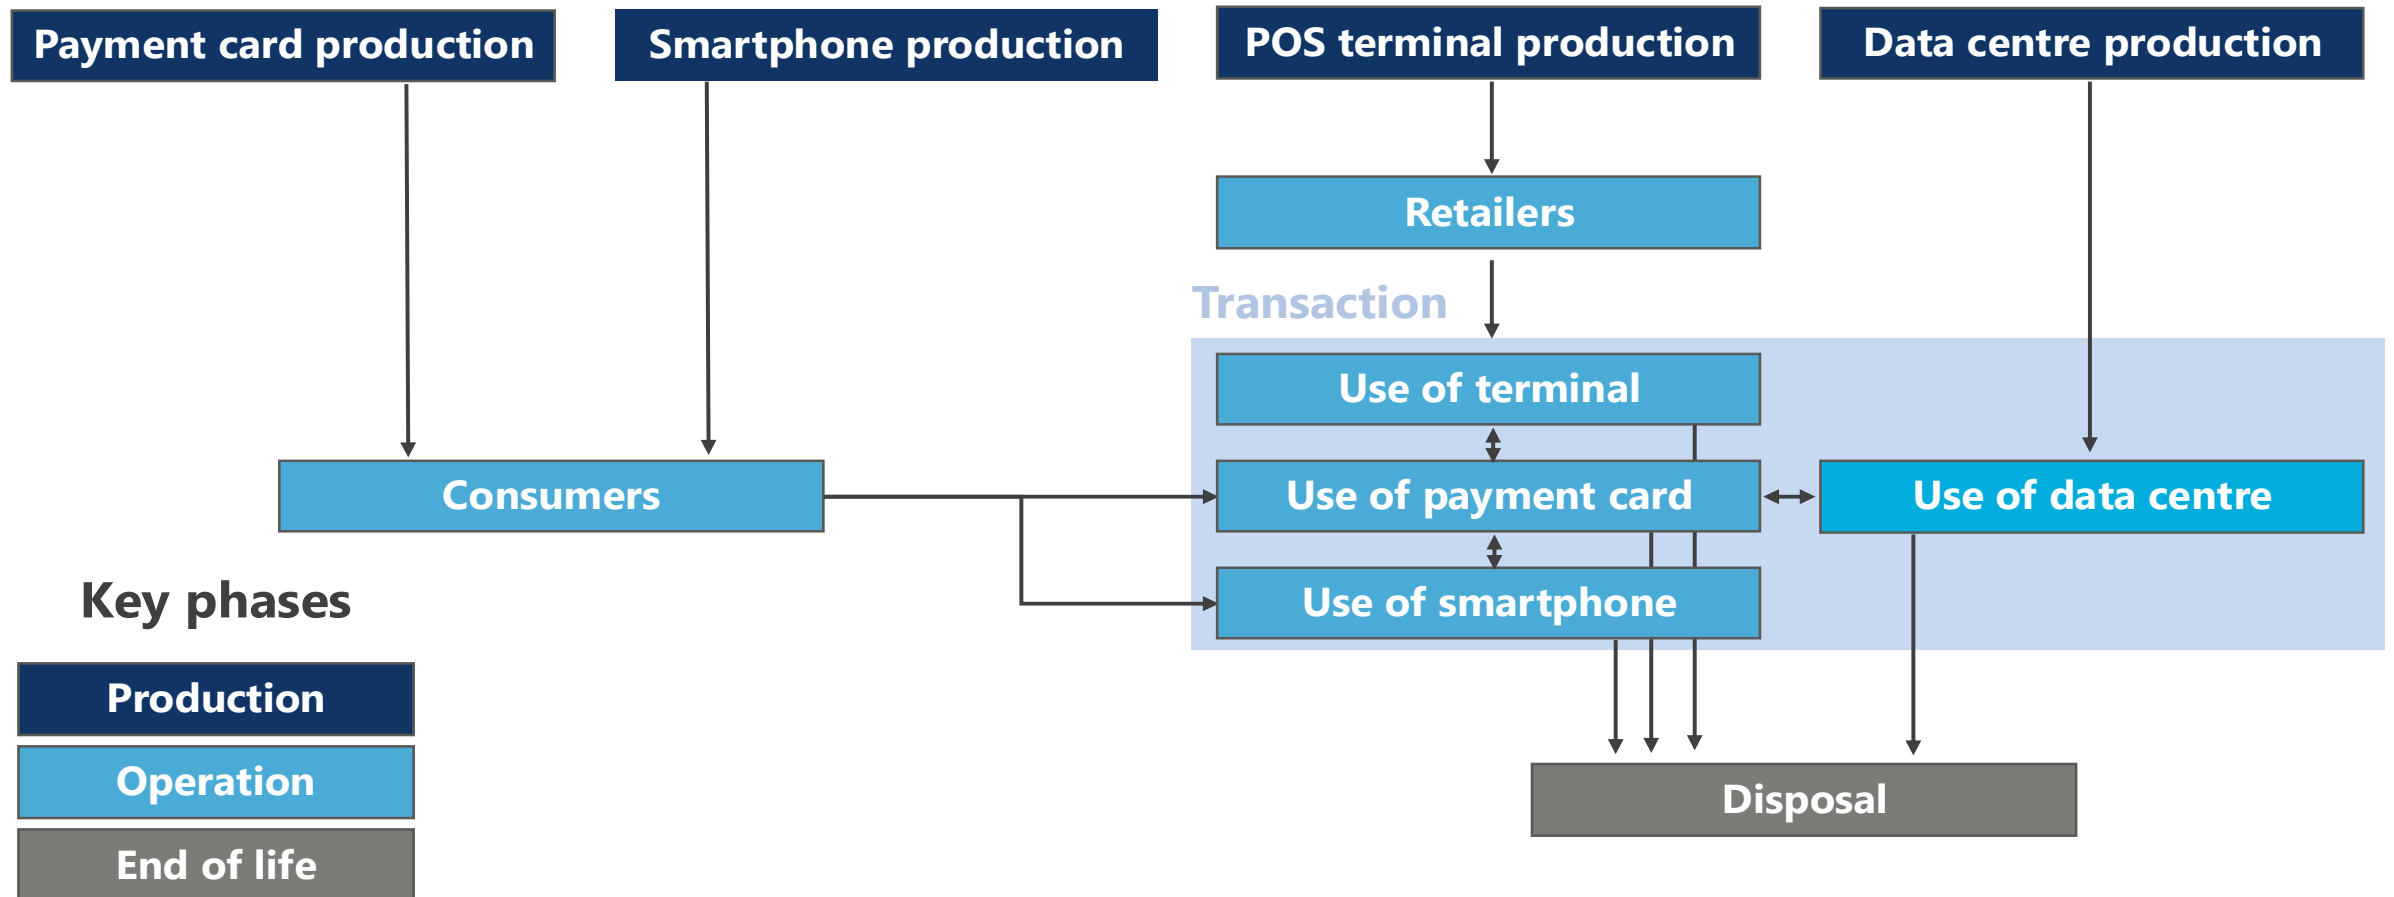 Payment card production
Smartphone production
POS terminal production
Data centre production
Retailers
Transaction
Use of terminal
Consumers
Use of payment card
Use of data centre
Use of smartphone
Key phases
Production
Operation
End of life
Disposal